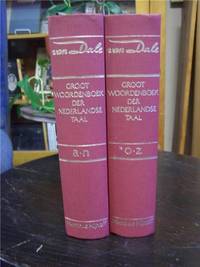 van Dale
GROOT
WOORDENBOEK
DER
NEDERLANDSE
TAAL
a-n
van Dale
GROOT
WOORDENBOEK
DER
NEDERLANDSE
TAAL
*o-z